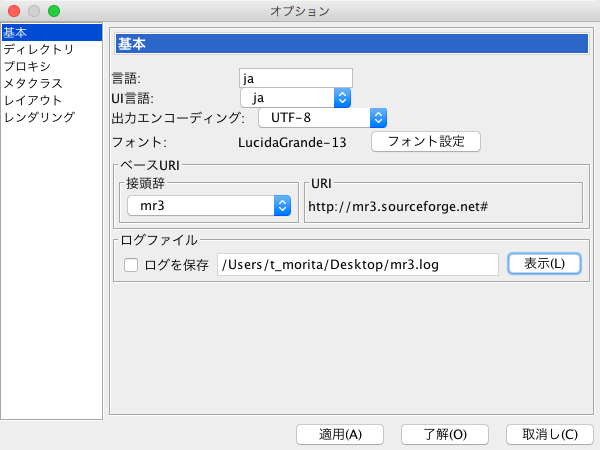 オプション
基本
ディレクトリ
プロキシ
メタクラス
レイアウト
レンダリング
基本
言語: ja
UI言語: ja
出力エンコーディング: UTF-8
フォント: LucidaGrande-13 フォント設定
ベースURI
接頭辞 URI
mr3 http://mr3.sourceforge.net#
ログファイル
ログを保存 /Users/t_morita/Desktop/mr3.log 表示(L)
適用(A) 了解(O) 取消し(C)